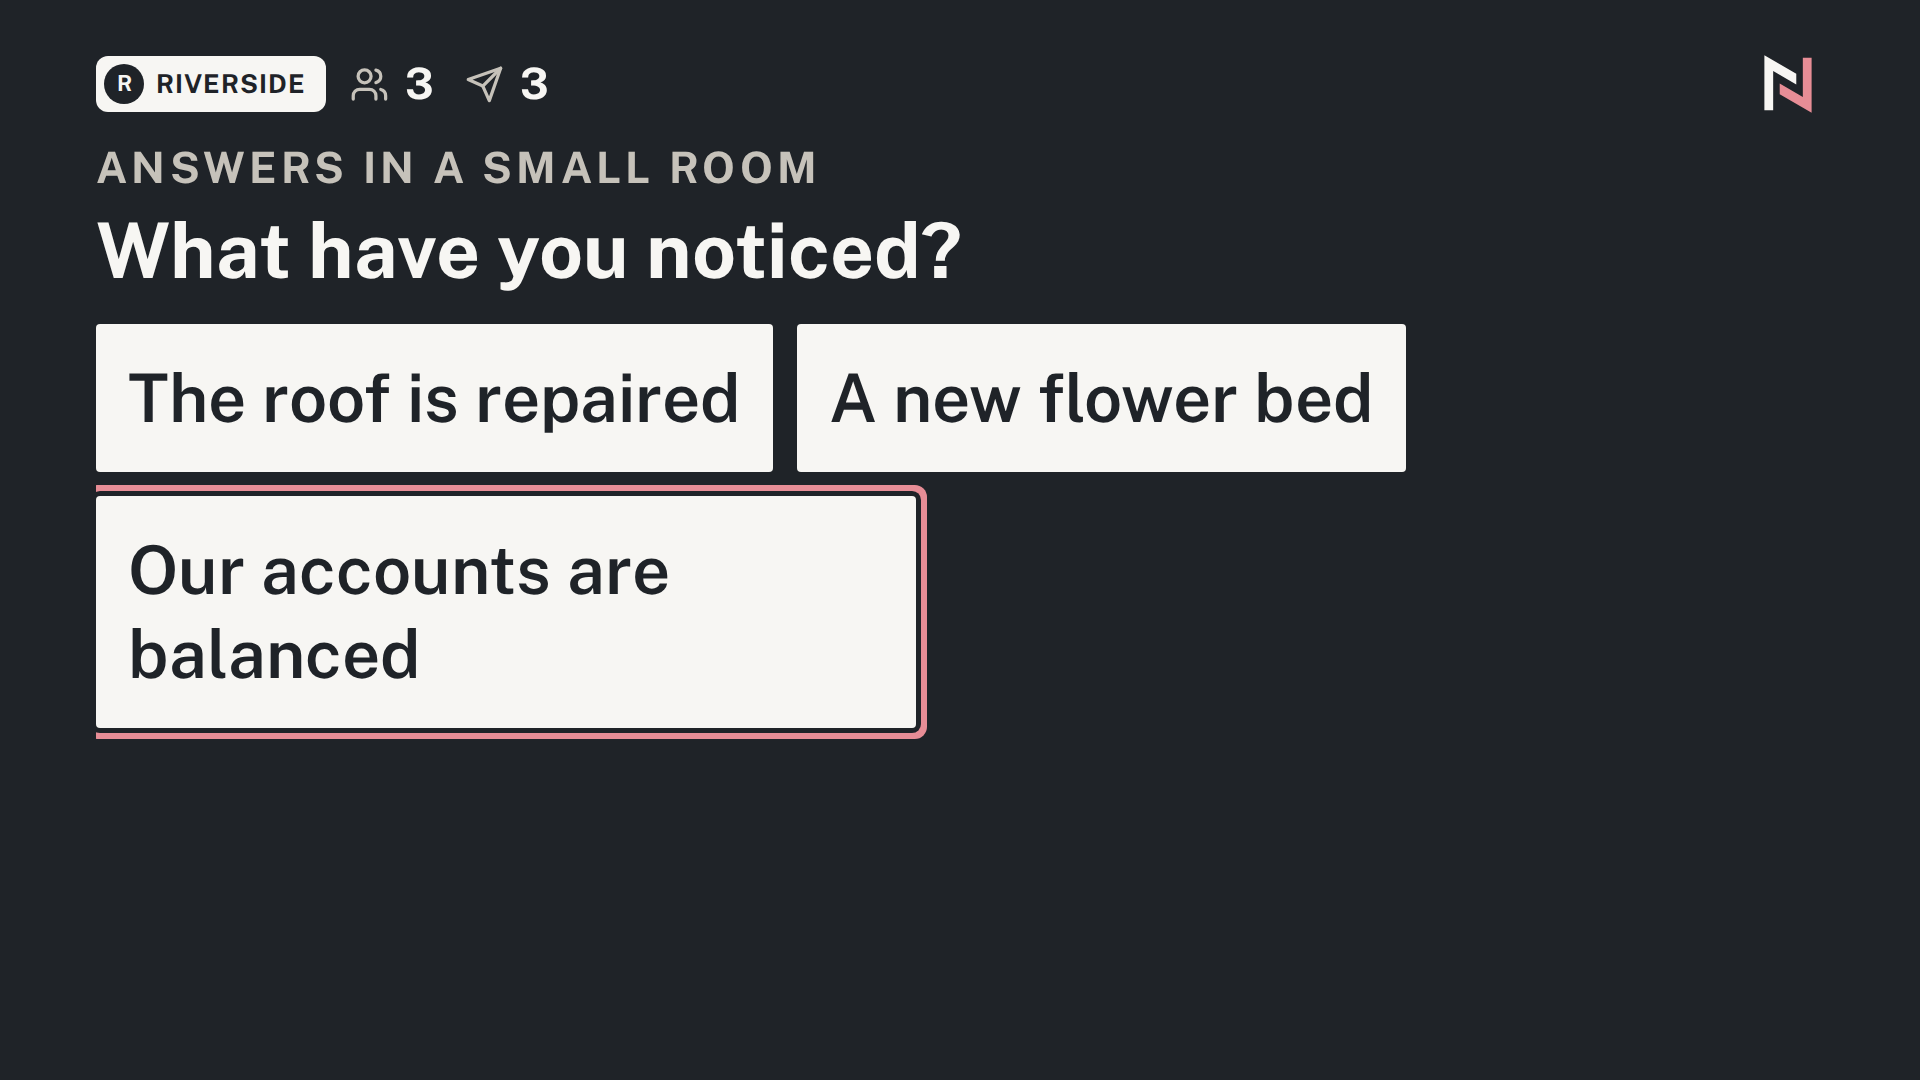 R RIVERSIDE 3 3
ANSWERS IN A SMALL ROOM
What have you noticed?
The roof is repaired
A new flower bed
Our accounts are
balanced